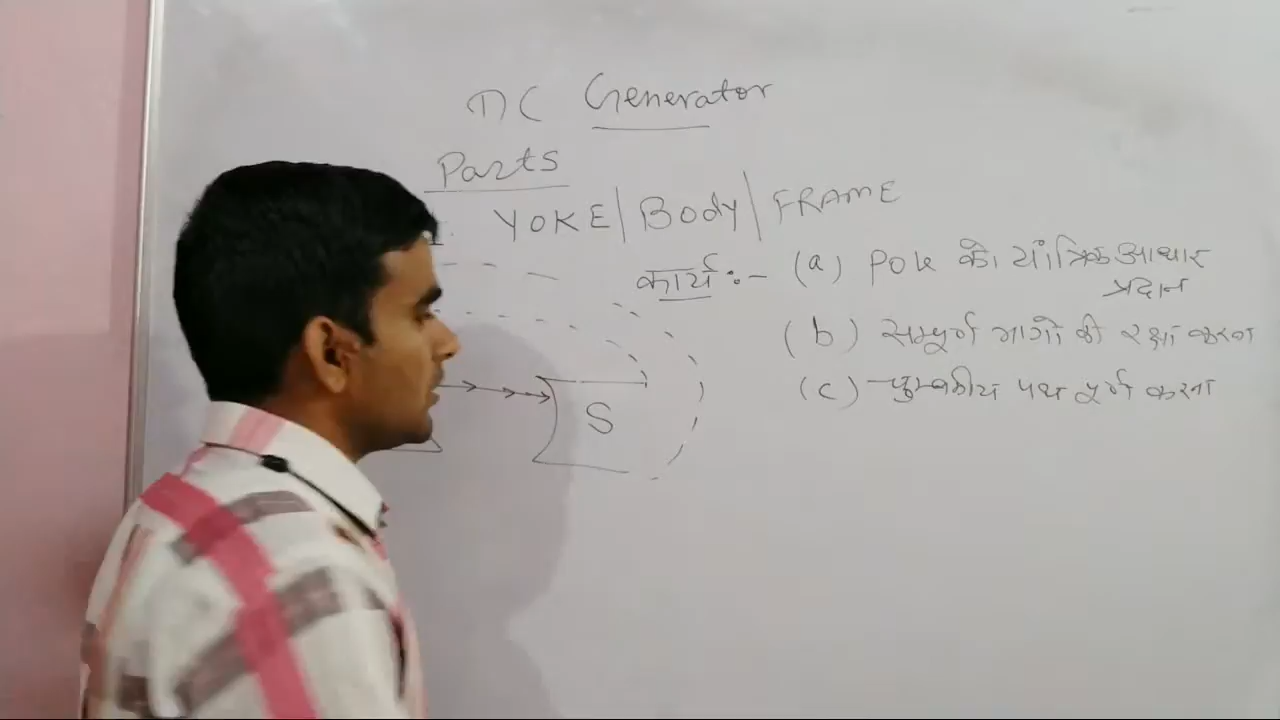 DC Generator
Parts
1. YOKE | Body | FRAME
कार्य :- (a) Pole को यांत्रिक आधार
प्रदान
(b) सम्पूर्ण भागो की रक्षा करना
(c) चुम्बकीय पथ पूर्ण करना
S